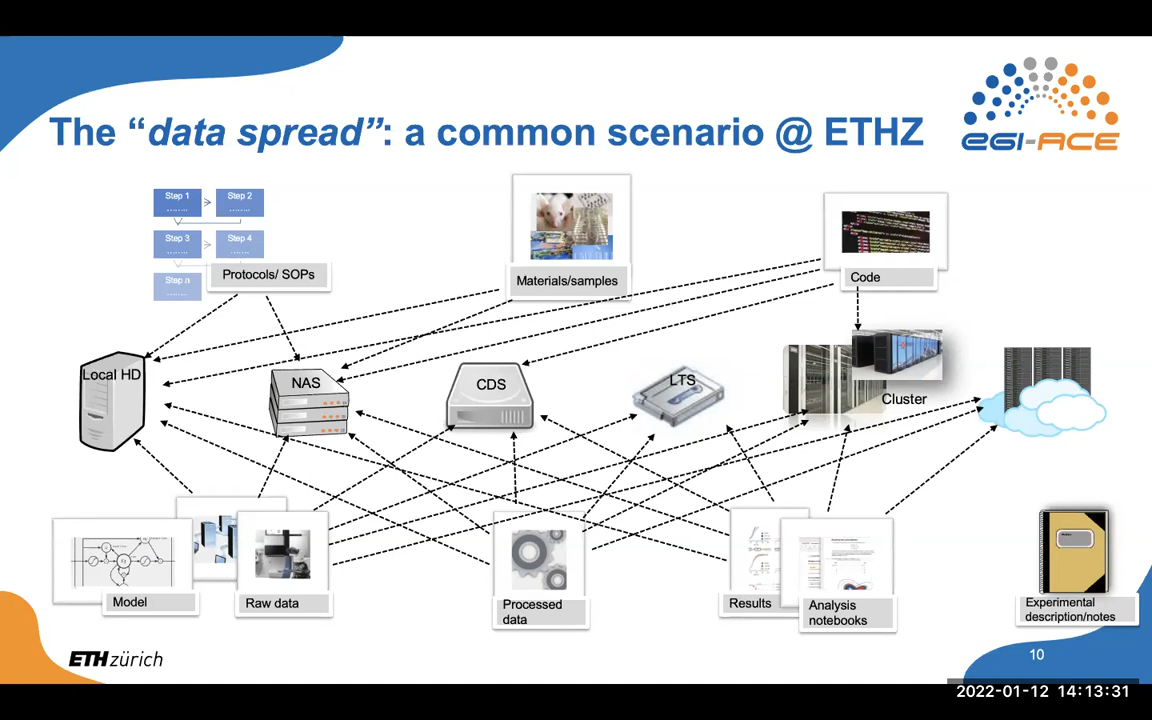 The “data spread”: a common scenario @ ETHZ
EGI-ACE
Step 1
........
Step 2
........
Step 3
........
Step 4
........
Step n
........
Protocols/ SOPs
Materials/samples
Code
Local HD
NAS
CDS
LTS
Cluster
Model
Raw data
Processed
data
Results
Analysis
notebooks
Experimental
description/notes
ETH zürich
10
2022-01-12 14:13:31